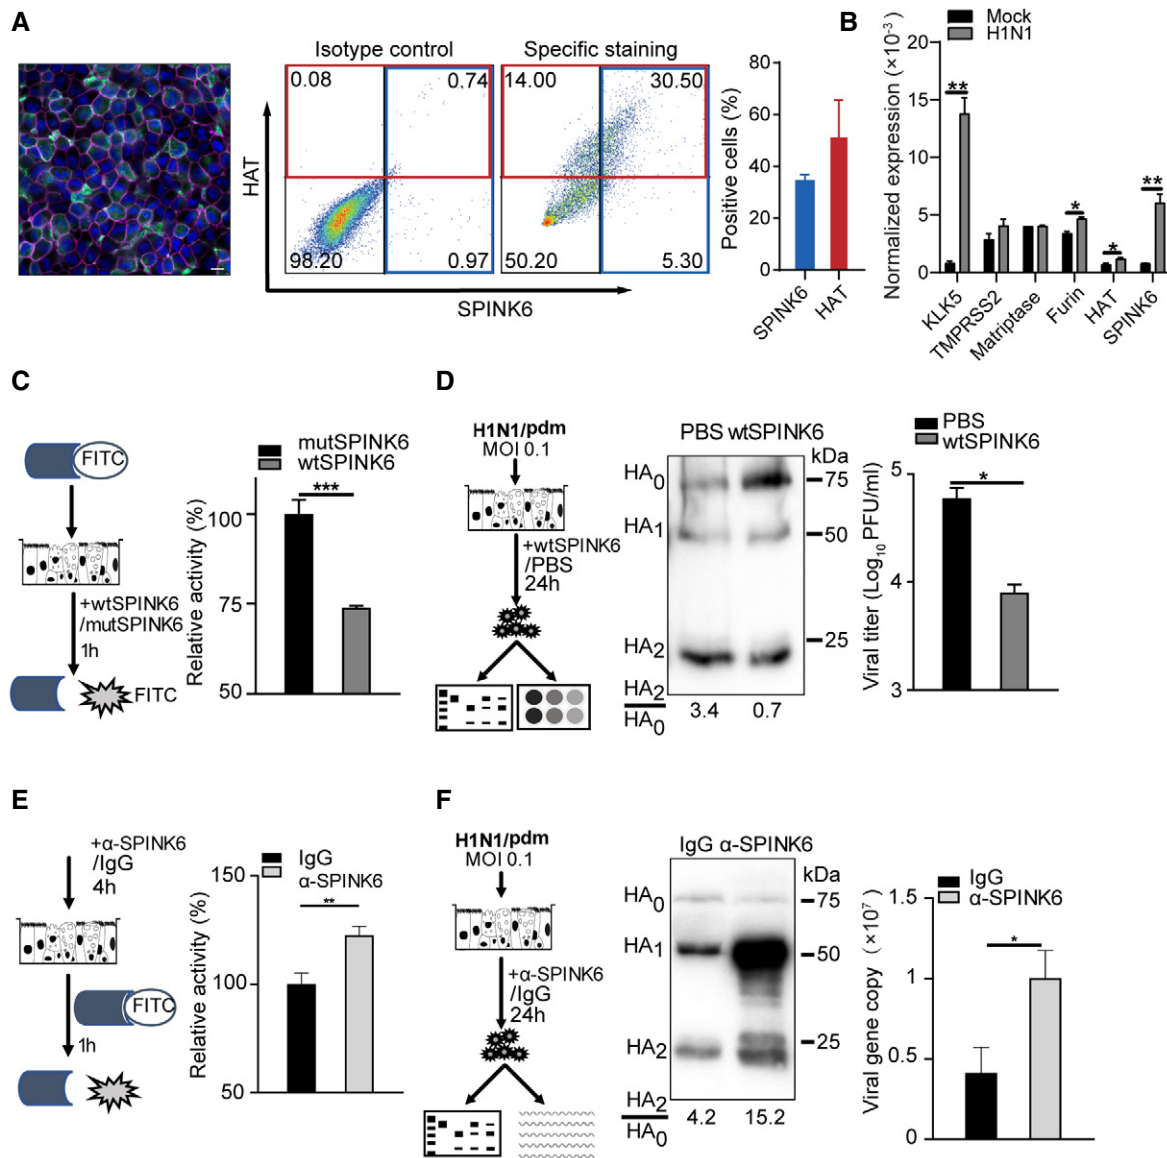 A
Isotype control
Specific staining
0.08
0.74
14.00
30.50
98.20
0.97
50.20
5.30
HAT
SPINK6
Positive cells (%)
80
60
40
20
0
SPINK6
HAT
B
Mock
H1N1
Normalized expression (×10⁻³)
20
15
10
5
0
**
*
*
**
KLK5
TMPRSS2
Matriptase
Furin
HAT
SPINK6
C
FITC
+wtSPINK6
/mutSPINK6
1h
FITC
mutSPINK6
wtSPINK6
***
Relative activity (%)
100
75
50
D
H1N1/pdm
MOI 0.1
+wtSPINK6
/PBS
24h
PBS wtSPINK6
kDa
HA0
75
HA1
50
HA2
25
HA2
HA0
3.4
0.7
PBS
wtSPINK6
*
Viral titer (Log10 PFU/ml)
5
4
3
E
+α-SPINK6
/IgG
4h
FITC
1h
IgG
α-SPINK6
**
Relative activity (%)
150
100
50
F
H1N1/pdm
MOI 0.1
+α-SPINK6
/IgG
24h
IgG α-SPINK6
kDa
HA0
75
HA1
50
HA2
25
HA2
HA0
4.2
15.2
IgG
α-SPINK6
*
Viral gene copy (×10⁷)
1.5
1
0.5
0